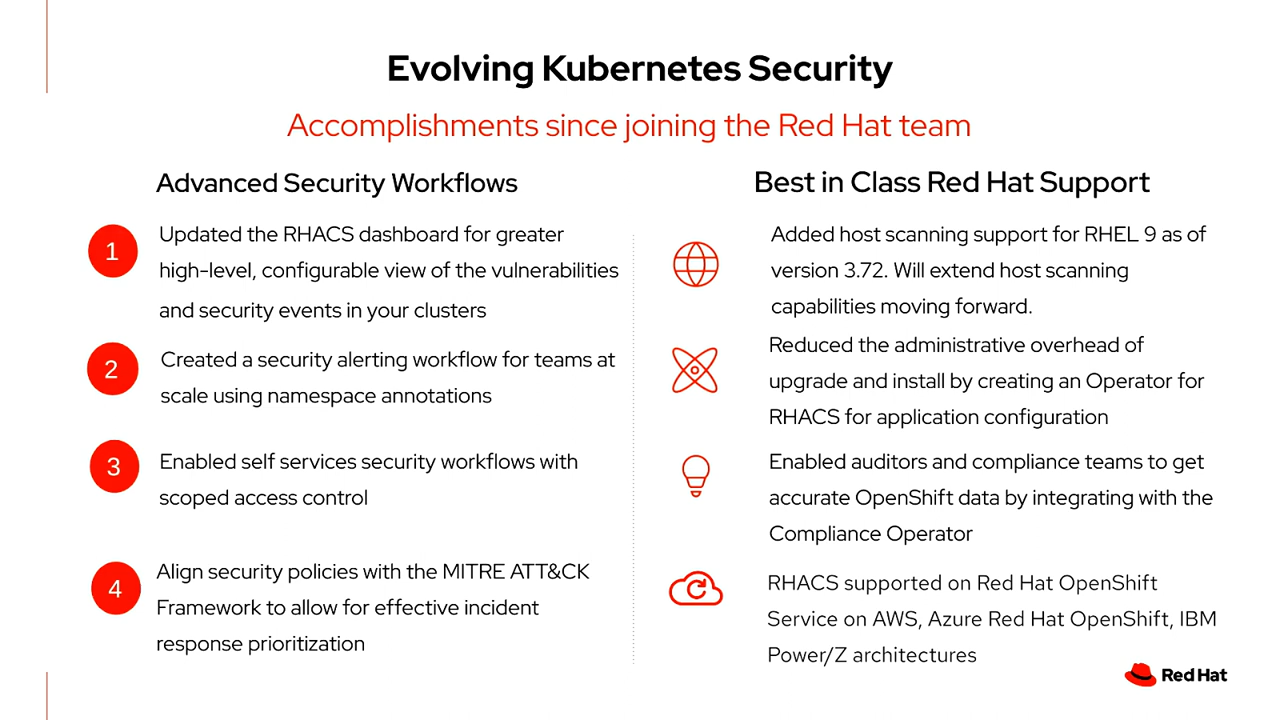 Evolving Kubernetes Security
Accomplishments since joining the Red Hat team
Advanced Security Workflows
1
Updated the RHACS dashboard for greater
high-level, configurable view of the vulnerabilities
and security events in your clusters
2
Created a security alerting workflow for teams at
scale using namespace annotations
3
Enabled self services security workflows with
scoped access control
4
Align security policies with the MITRE ATT&CK
Framework to allow for effective incident
response prioritization
Best in Class Red Hat Support
Added host scanning support for RHEL 9 as of
version 3.72. Will extend host scanning
capabilities moving forward.
Reduced the administrative overhead of
upgrade and install by creating an Operator for
RHACS for application configuration
Enabled auditors and compliance teams to get
accurate OpenShift data by integrating with the
Compliance Operator
RHACS supported on Red Hat OpenShift
Service on AWS, Azure Red Hat OpenShift, IBM
Power/Z architectures
Red Hat